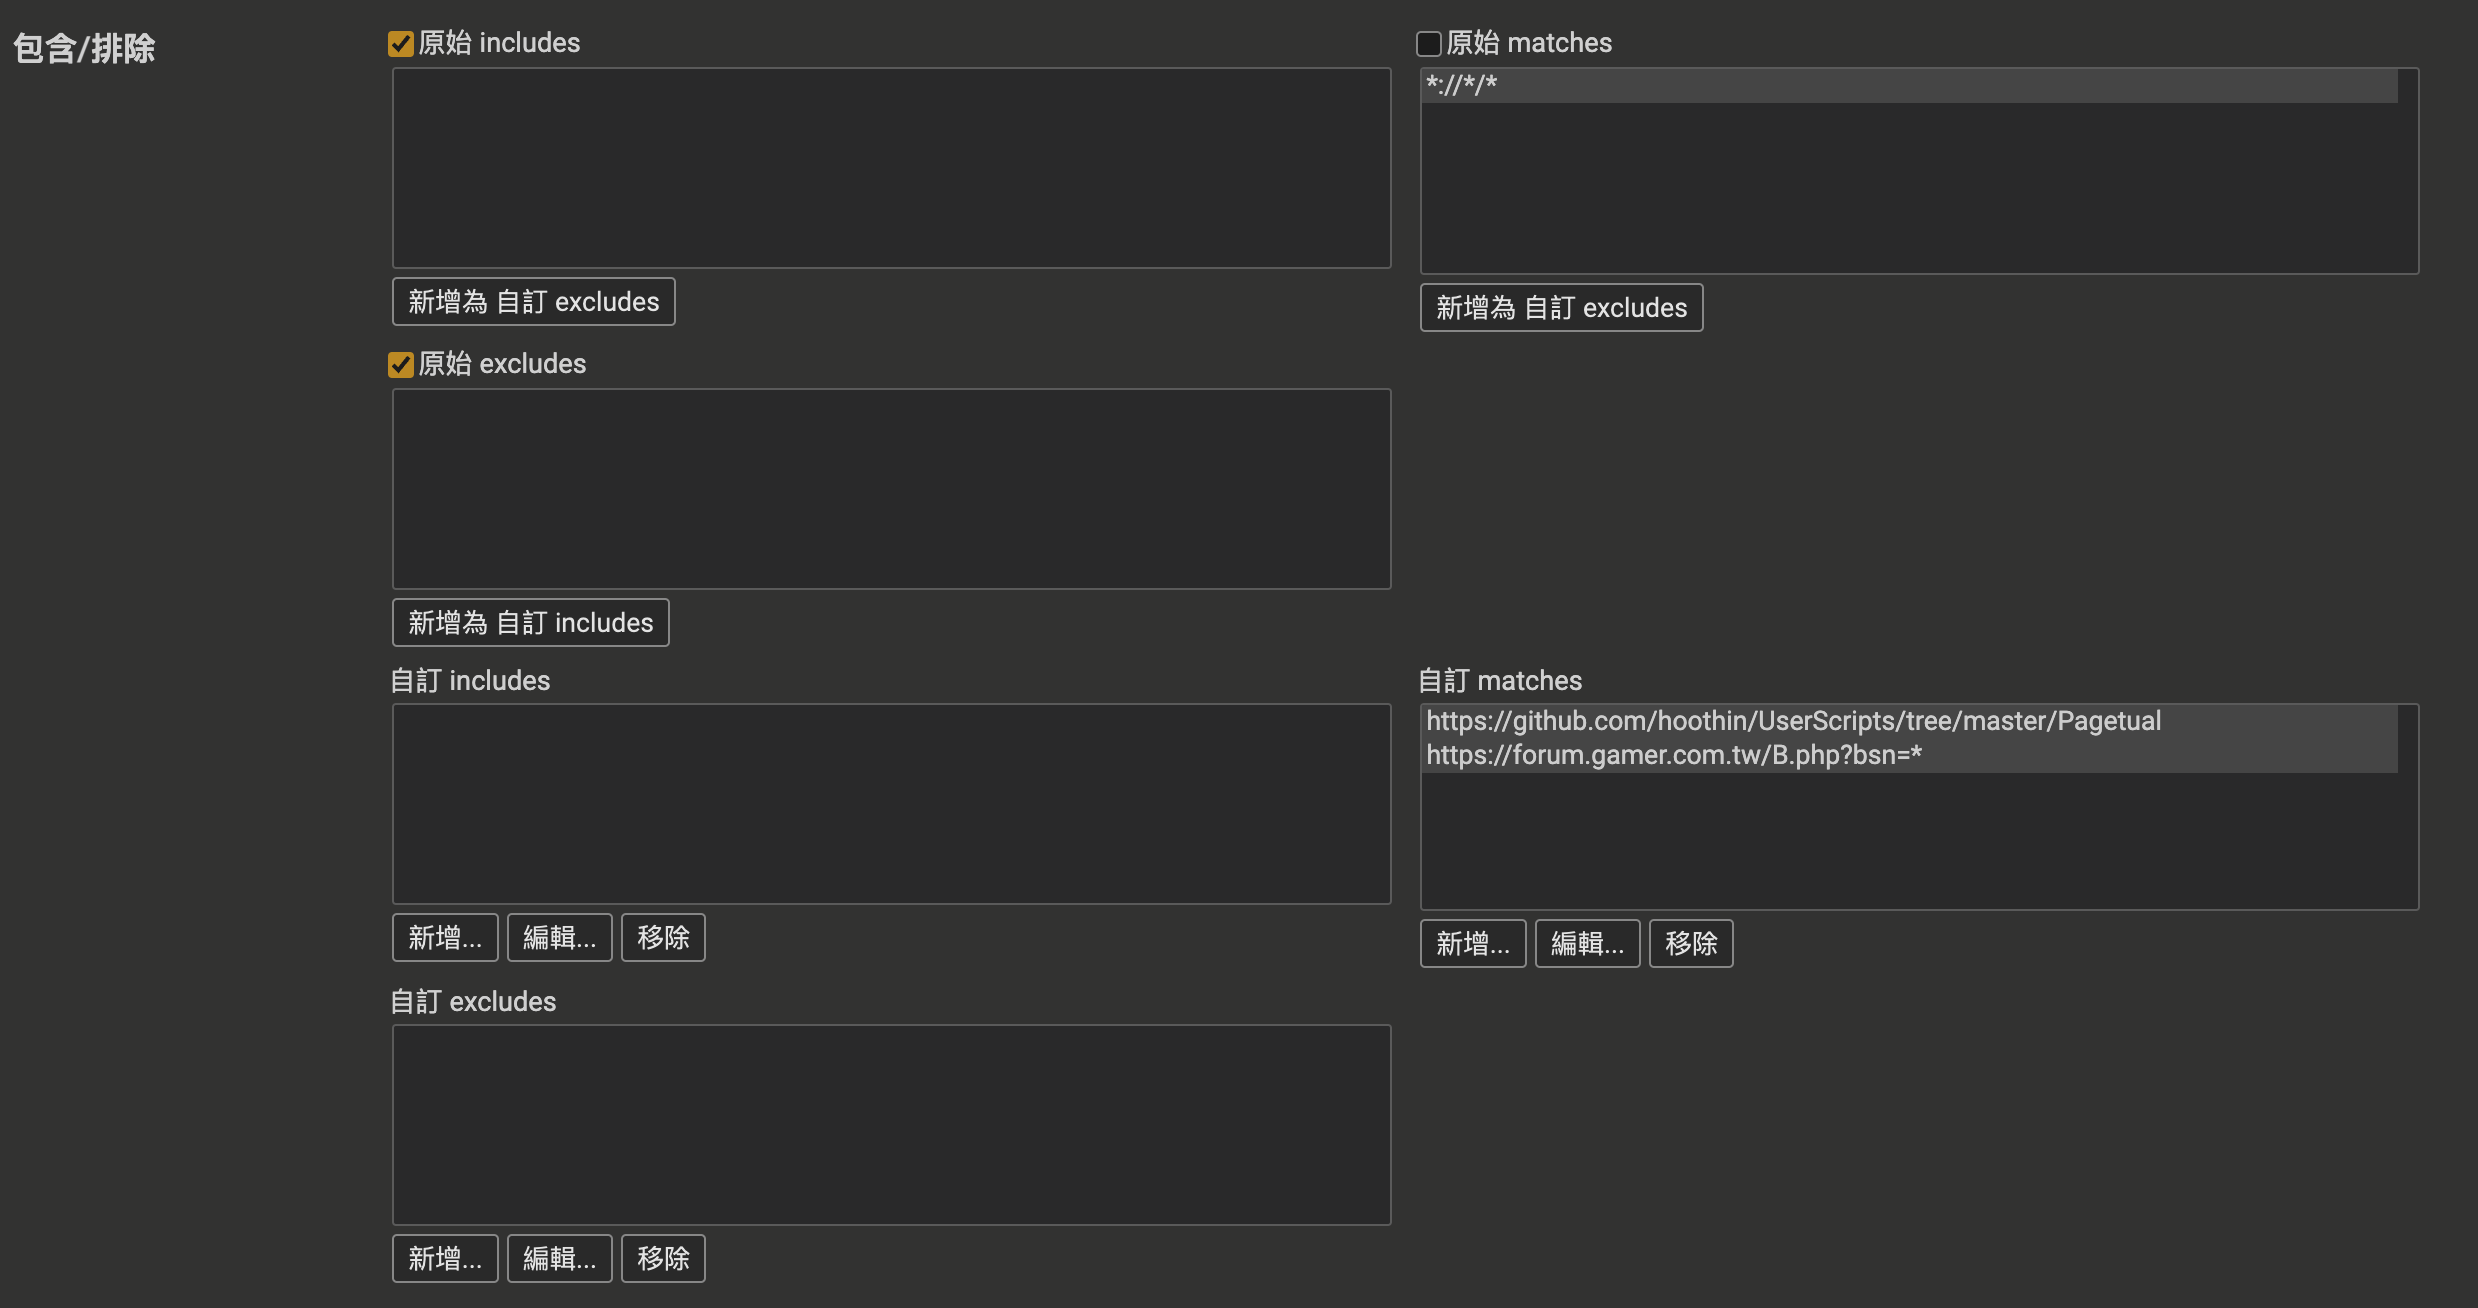 包含/排除
原始 includes
原始 matches
*://*/*
新增為 自訂 excludes
新增為 自訂 excludes
原始 excludes
新增為 自訂 includes
自訂 includes
自訂 matches
https://github.com/hoothin/UserScripts/tree/master/Pagetual
https://forum.gamer.com.tw/B.php?bsn=*
新增... 編輯... 移除
新增... 編輯... 移除
自訂 excludes
新增... 編輯... 移除